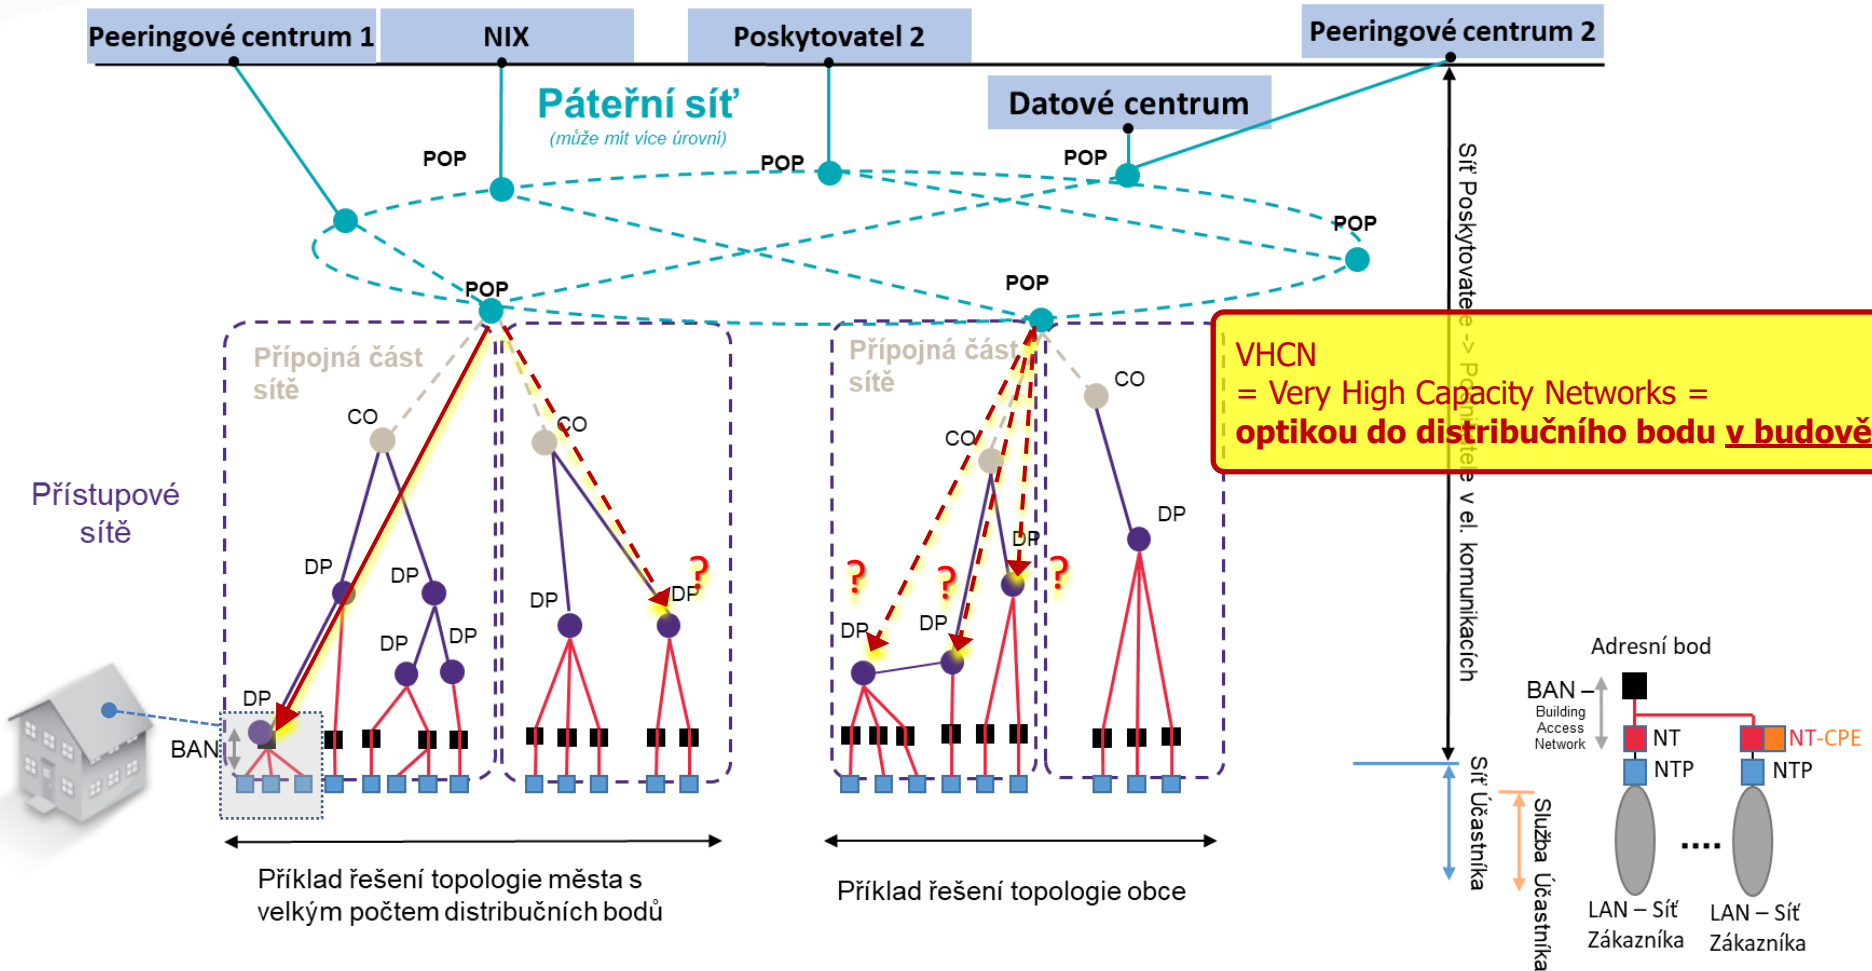 Peeringové centrum 1
NIX
Poskytovatel 2
Peeringové centrum 2
Datové centrum
Páteřní síť
(může mít více úrovní)
POP
POP
POP
POP
POP
POP
Přípojná část
sítě
Přípojná část
sítě
CO
CO
CO
CO
VHCN
= Very High Capacity Networks =
optikou do distribučního bodu v budově
Síť Poskytovatele -> Podnikatele v el. komunikacích
Přístupové
sítě
DP
DP
DP
DP
DP
DP
DP
DP
DP
DP
DP
?
?
?
?
BAN
Síť Účastníka
Služba Účastníka
Adresní bod
BAN –
Building
Access
Network
NT
NT-CPE
NTP
NTP
....
LAN – Síť
Zákazníka
LAN – Síť
Zákazníka
Příklad řešení topologie města s
velkým počtem distribučních bodů
Příklad řešení topologie obce